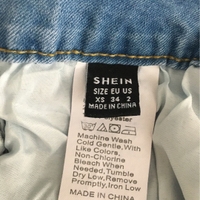 SHEIN
SIZE EU US
XS 34 2
MADE IN CHINA
Polyester
Machine Wash
Cold Gentle, With
Like Colors,
Non-Chlorine
Bleach When
Needed, Tumble
Dry Low, Remove
Promptly, Iron Low
MADE IN CHINA